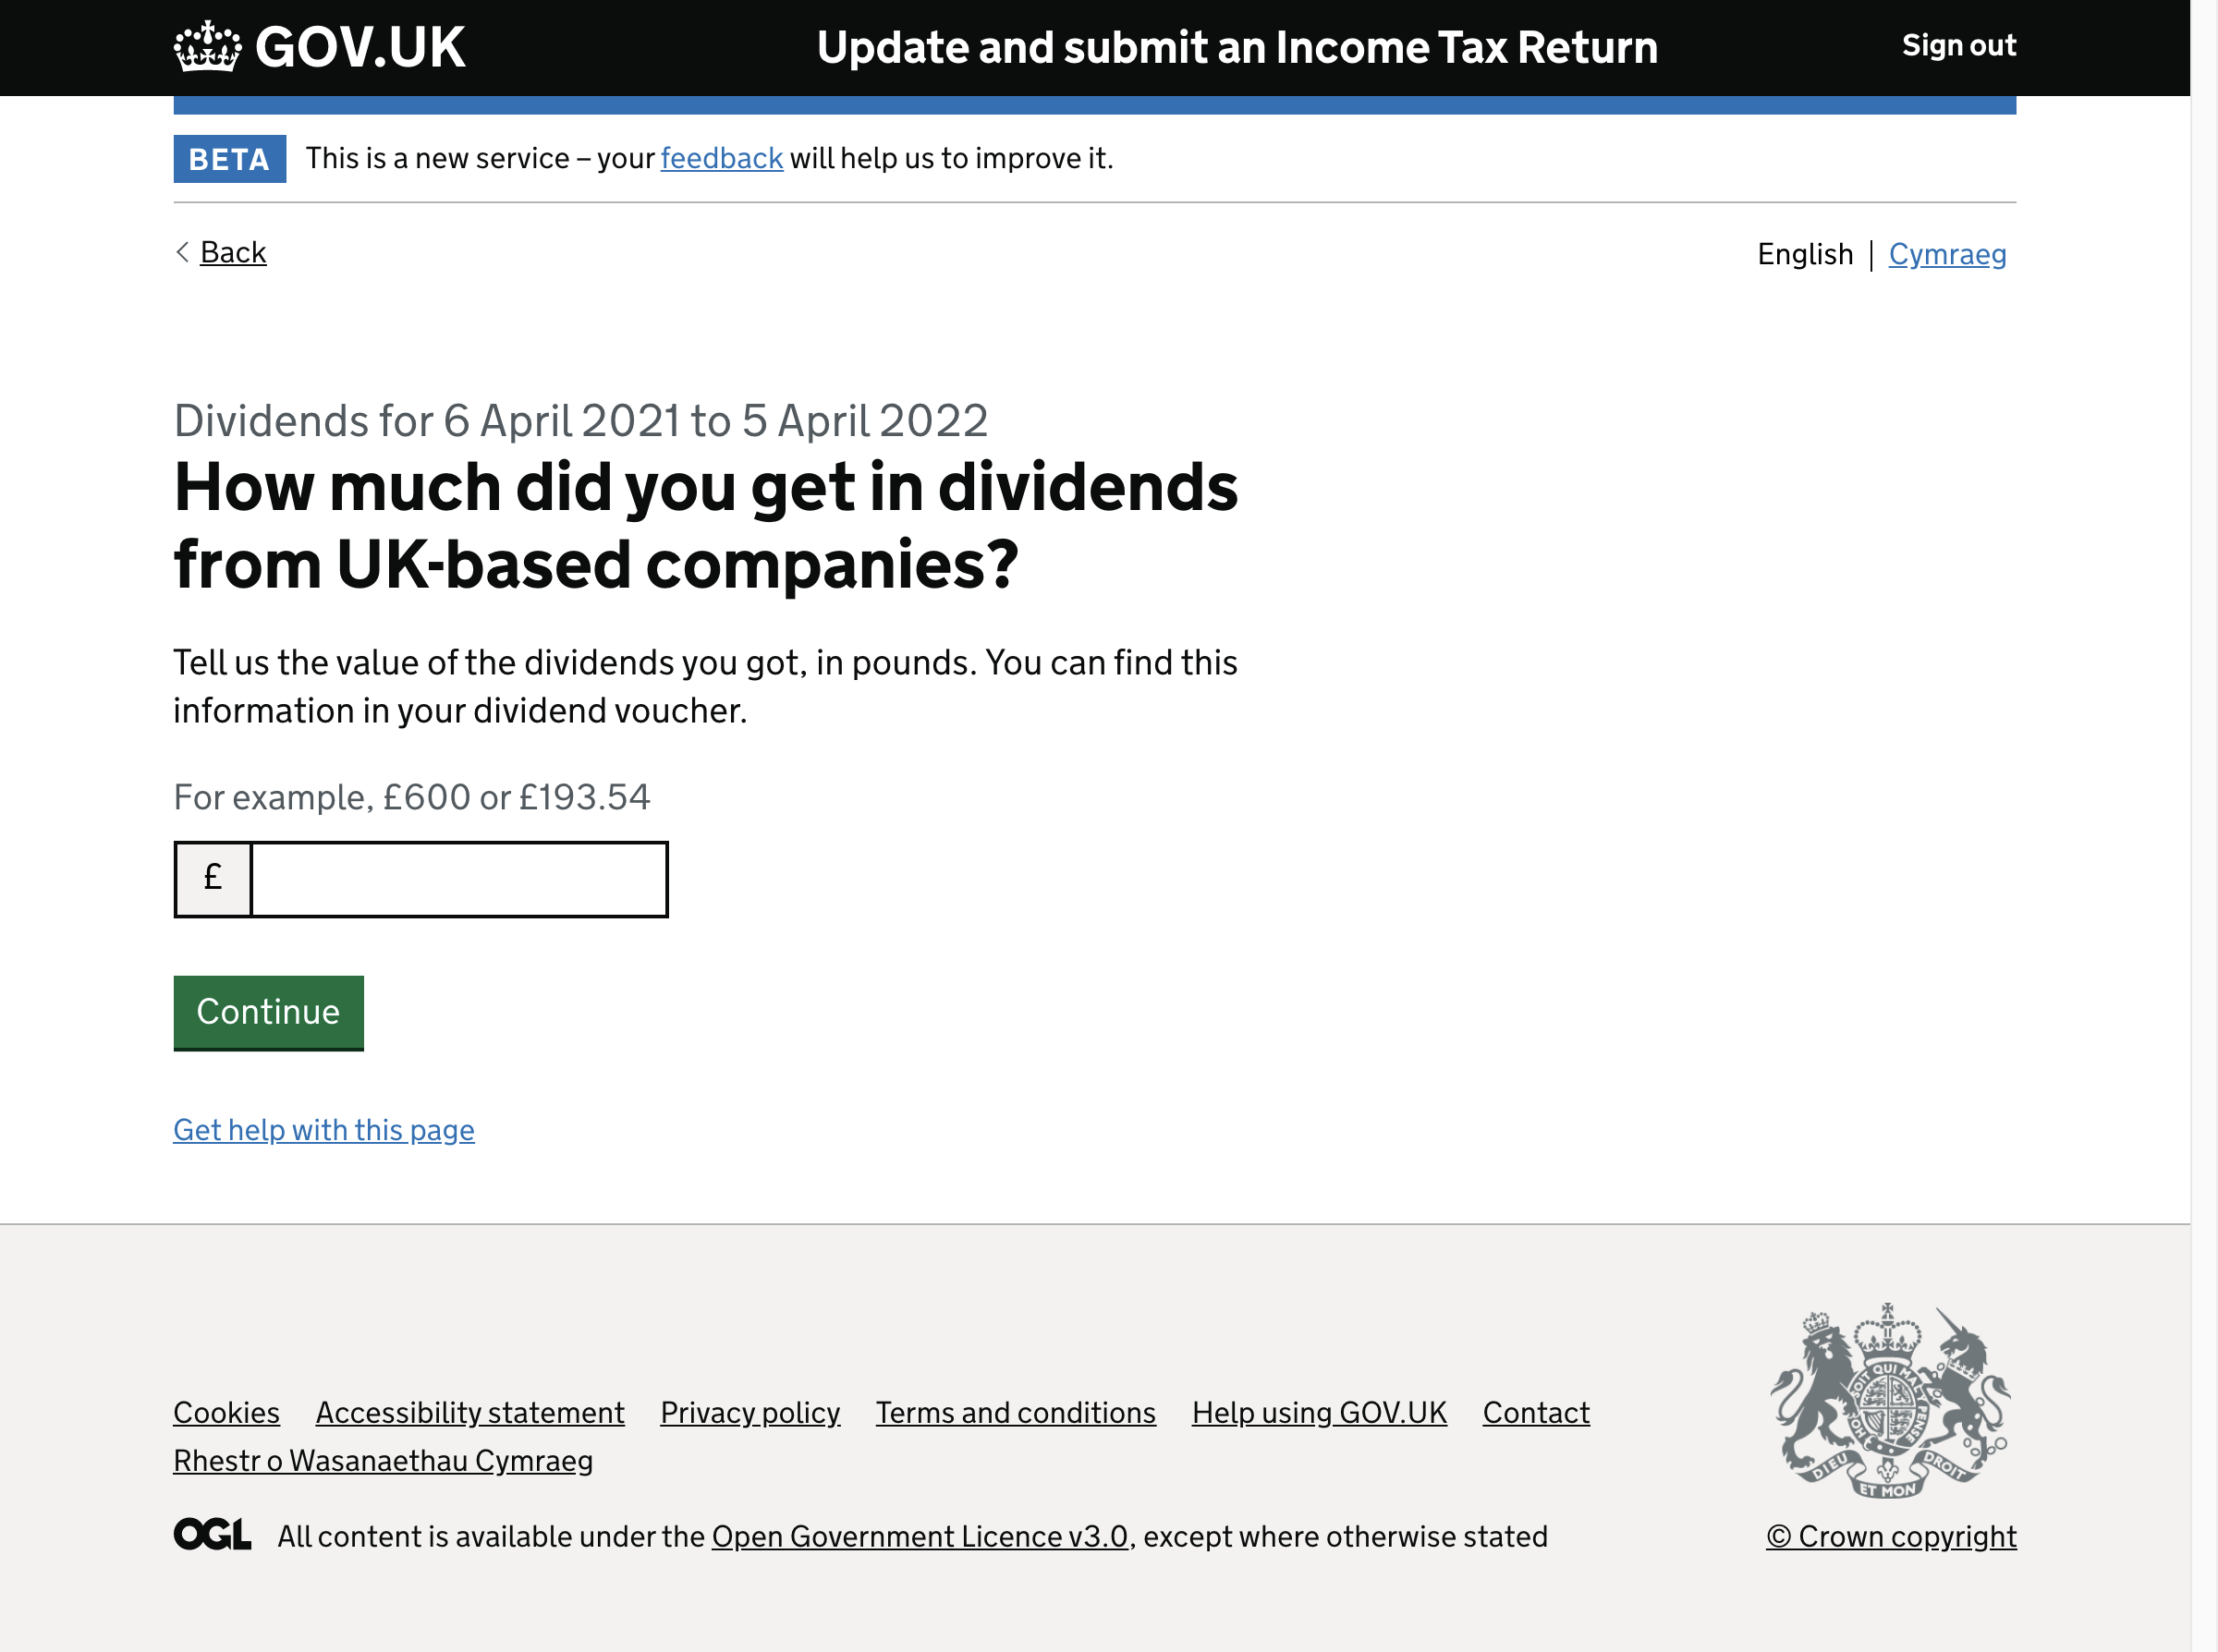 GOV.UK
Update and submit an Income Tax Return
Sign out
BETA This is a new service – your feedback will help us to improve it.
Back
English | Cymraeg
Dividends for 6 April 2021 to 5 April 2022
How much did you get in dividends
from UK-based companies?
Tell us the value of the dividends you got, in pounds. You can find this
information in your dividend voucher.
For example, £600 or £193.54
£
Continue
Get help with this page
Cookies Accessibility statement Privacy policy Terms and conditions Help using GOV.UK Contact
Rhestr o Wasanaethau Cymraeg
OGL All content is available under the Open Government Licence v3.0, except where otherwise stated
DIEU ET MON DROIT
© Crown copyright